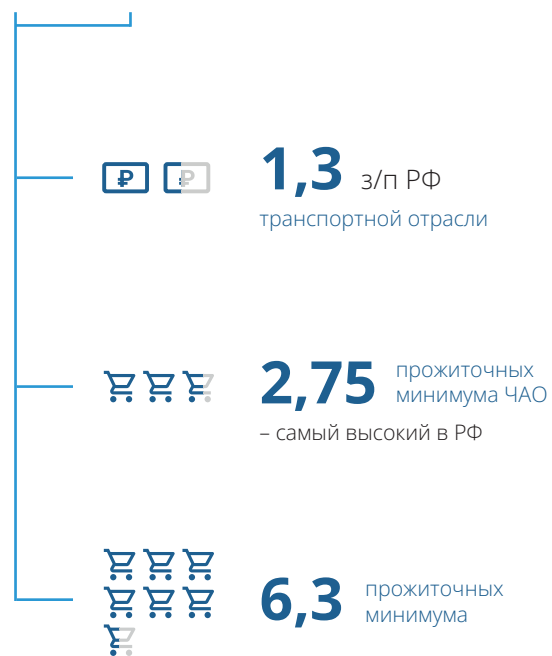 ₽ ₽
1,3 з/п РФ
транспортной отрасли
2,75 прожиточных
минимума ЧАО
– самый высокий в РФ
6,3 прожиточных
минимума